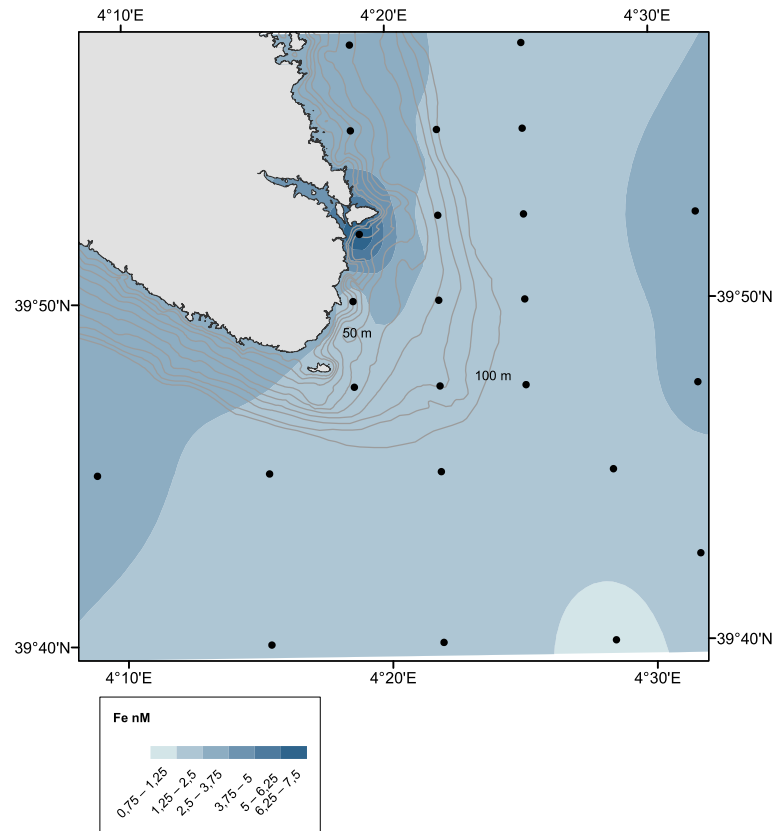 4°10'E 4°20'E 4°30'E
50 m
39°50'N 39°50'N
100 m
39°40'N 39°40'N
4°10'E 4°20'E 4°30'E
Fe nM
0,75 – 1,25
1,25 – 2,5
2,5 – 3,75
3,75 – 5
5 – 6,25
6,25 – 7,5